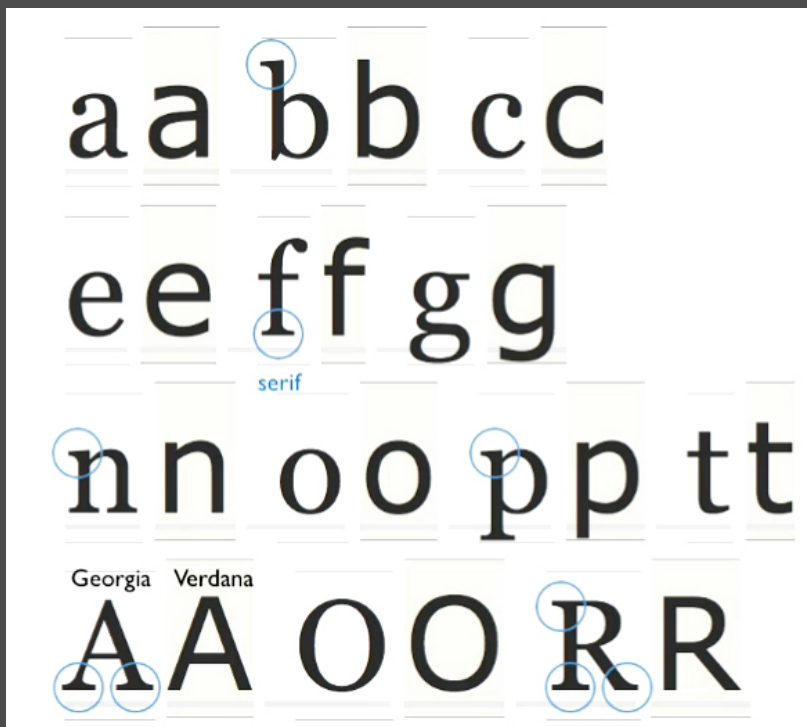 a a b b c c
e e f f g g
serif
n n o o p p t t
Georgia Verdana
A A O O R R